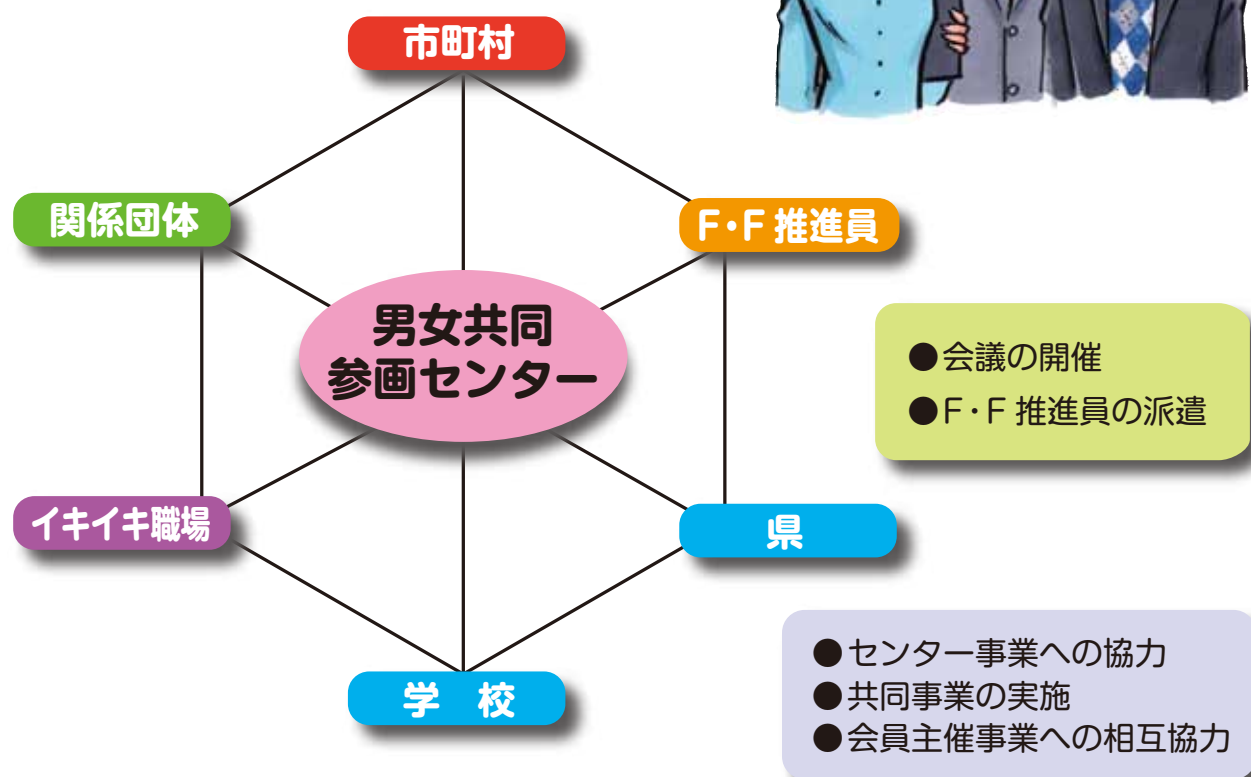 市町村
関係団体
F・F 推進員
男女共同
参画センター
●会議の開催
●F・F 推進員の派遣
イキイキ職場
県
学 校
●センター事業への協力
●共同事業の実施
●会員主催事業への相互協力